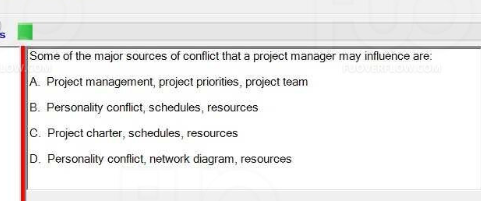 s
Some of the major sources of conflict that a project manager may influence are:
A. Project management, project priorities, project team
B. Personality conflict, schedules, resources
C. Project charter, schedules, resources
D. Personality conflict, network diagram, resources